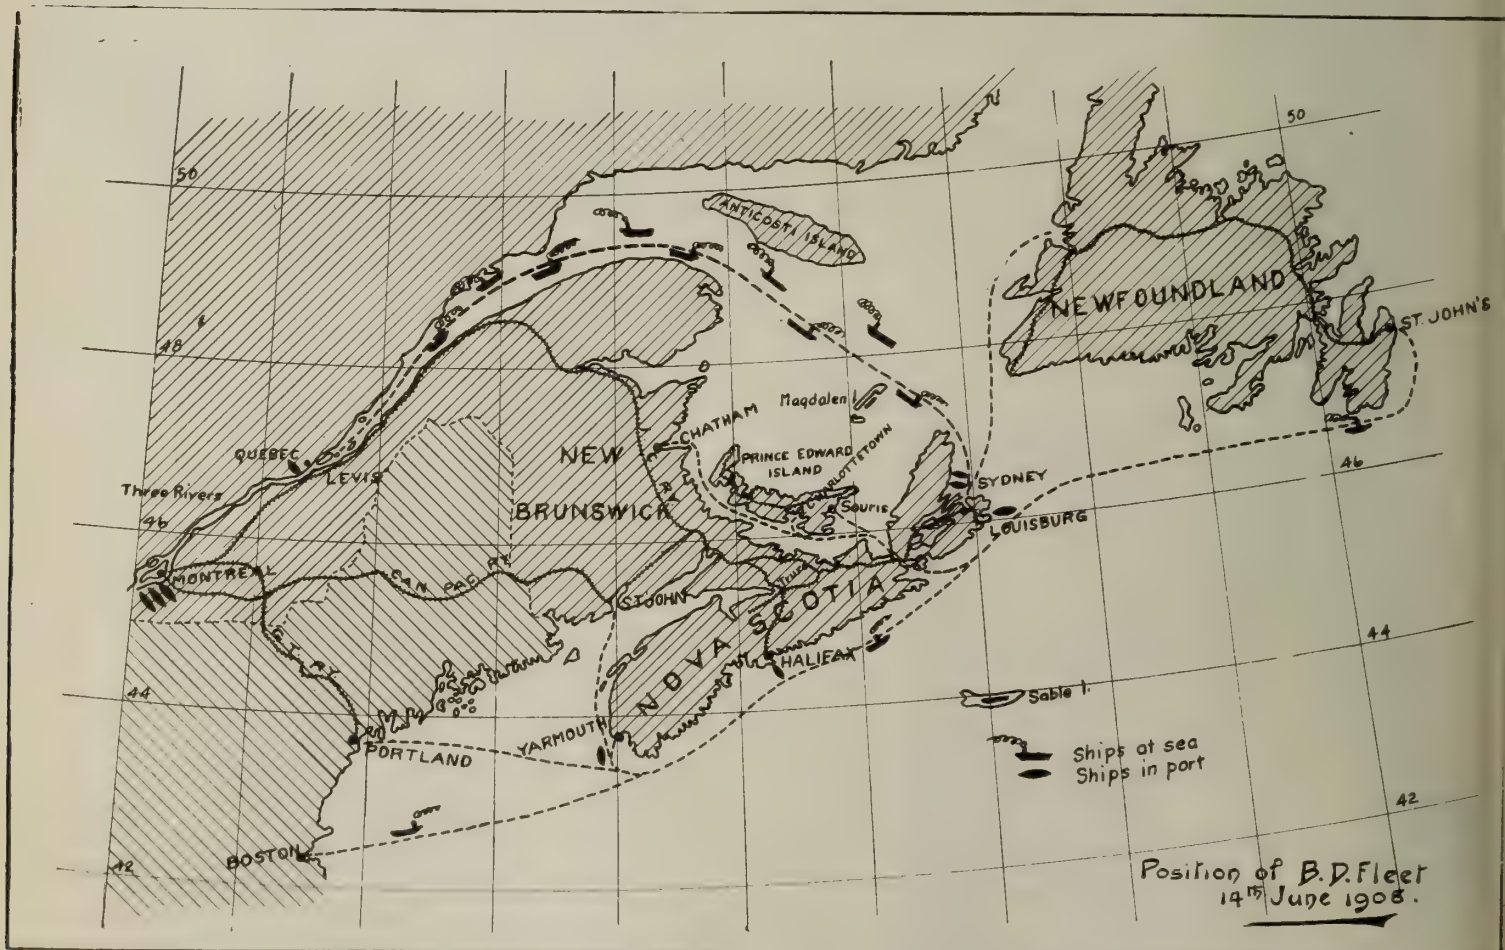 50
50
ANTICOSTI ISLAND
NEWFOUNDLAND
ST. JOHN'S
48
Magdalen I.
CHATHAM
QUEBEC
LEVIS
NEW
BRUNSWICK
PRINCE EDWARD
ISLAND
CHARLOTTETOWN
Souris
SYDNEY
46
Three Rivers
RY
LOUISBURG
46
MONTREAL
CAN PAC RY
ST JOHN
Truro
NOVA SCOTIA
G.T. RY
HALIFAX
44
44
Sable I.
YARMOUTH
PORTLAND
Ships at sea
Ships in port
42
BOSTON
42
Position of B. D. Fleet
14th June 1908.